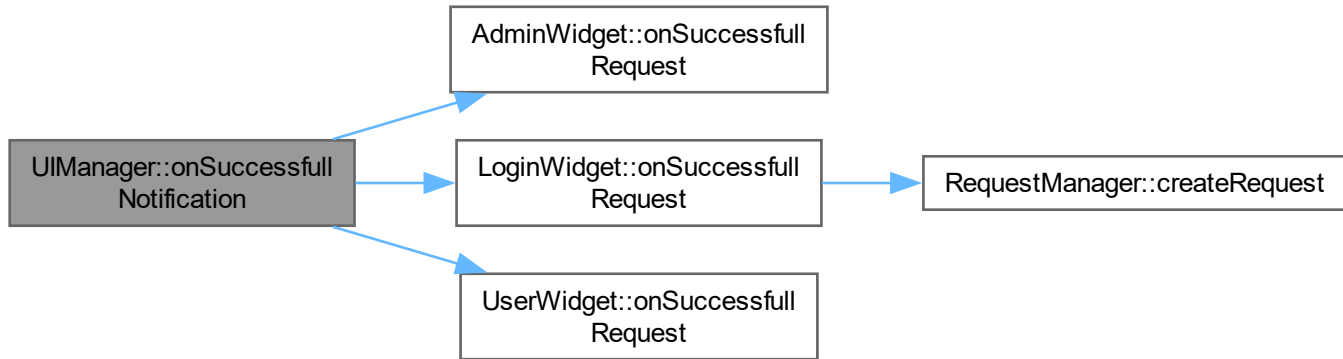 AdminWidget::onSuccessfull
Request
UIManager::onSuccessfull
Notification
LoginWidget::onSuccessfull
Request
RequestManager::createRequest
UserWidget::onSuccessfull
Request